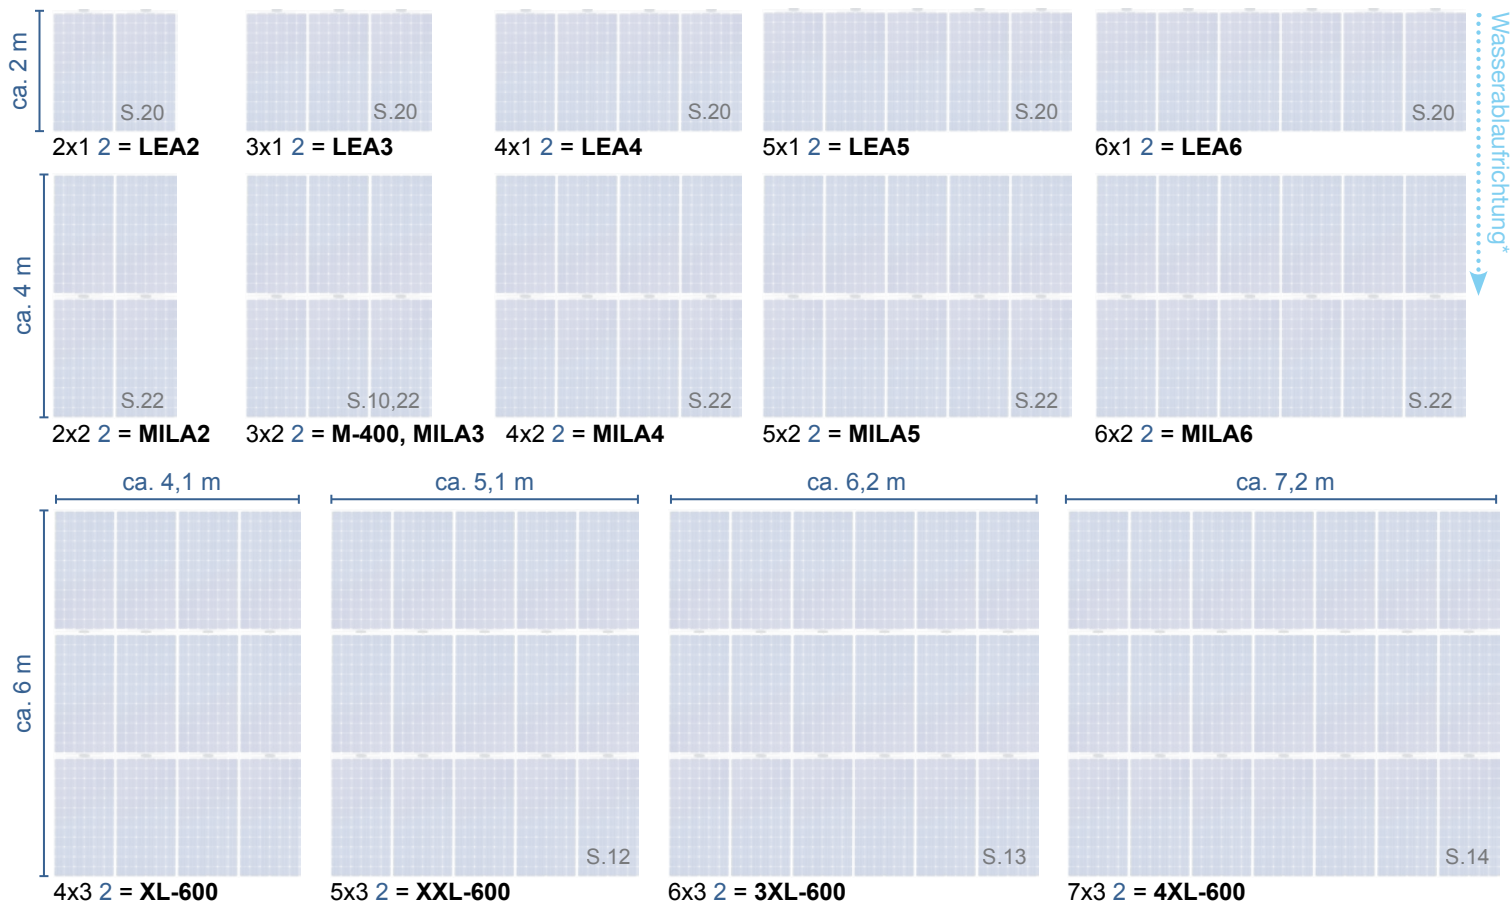 ca. 2 m
S.20
S.20
S.20
S.20
S.20
2x1 2 = LEA2
3x1 2 = LEA3
4x1 2 = LEA4
5x1 2 = LEA5
6x1 2 = LEA6
Wasserablaufrichtung*
ca. 4 m
S.22
S.10,22
S.22
S.22
S.22
2x2 2 = MILA2
3x2 2 = M-400, MILA3
4x2 2 = MILA4
5x2 2 = MILA5
6x2 2 = MILA6
ca. 4,1 m
ca. 5,1 m
ca. 6,2 m
ca. 7,2 m
ca. 6 m
S.12
S.13
S.14
4x3 2 = XL-600
5x3 2 = XXL-600
6x3 2 = 3XL-600
7x3 2 = 4XL-600